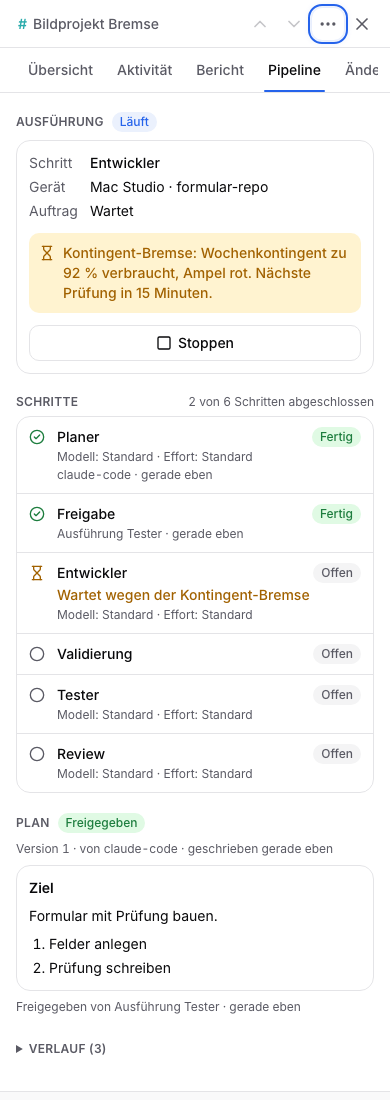 # Bildprojekt Bremse
Übersicht Aktivität Bericht Pipeline Ände
AUSFÜHRUNG Läuft
Schritt Entwickler
Gerät Mac Studio · formular-repo
Auftrag Wartet
Kontingent-Bremse: Wochenkontingent zu
92 % verbraucht, Ampel rot. Nächste
Prüfung in 15 Minuten.
Stoppen
SCHRITTE 2 von 6 Schritten abgeschlossen
Planer Fertig
Modell: Standard · Effort: Standard
claude-code · gerade eben
Freigabe Fertig
Ausführung Tester · gerade eben
Entwickler Offen
Wartet wegen der Kontingent-Bremse
Modell: Standard · Effort: Standard
Validierung Offen
Tester Offen
Modell: Standard · Effort: Standard
Review Offen
Modell: Standard · Effort: Standard
PLAN Freigegeben
Version 1 · von claude-code · geschrieben gerade eben
Ziel
Formular mit Prüfung bauen.
1. Felder anlegen
2. Prüfung schreiben
Freigegeben von Ausführung Tester · gerade eben
VERLAUF (3)